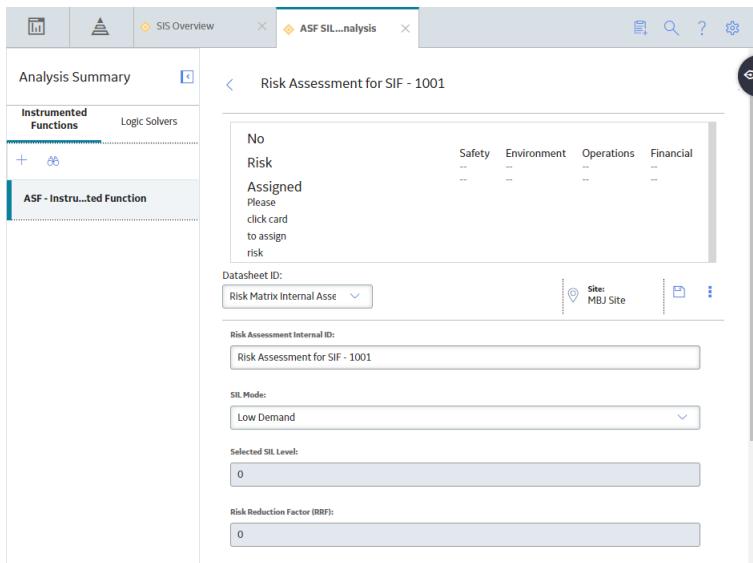 SIS Overview
ASF SIL...nalysis
Analysis Summary
Instrumented Functions
Logic Solvers
ASF - Instru...ted Function
Risk Assessment for SIF - 1001
No
Risk
Assigned
Please
click card
to assign
risk
Safety Environment Operations Financial
-- -- -- --
-- -- -- --
Datasheet ID:
Risk Matrix Internal Asse
Site:
MBJ Site
Risk Assessment Internal ID:
Risk Assessment for SIF - 1001
SIL Mode:
Low Demand
Selected SIL Level:
0
Risk Reduction Factor (RRF):
0